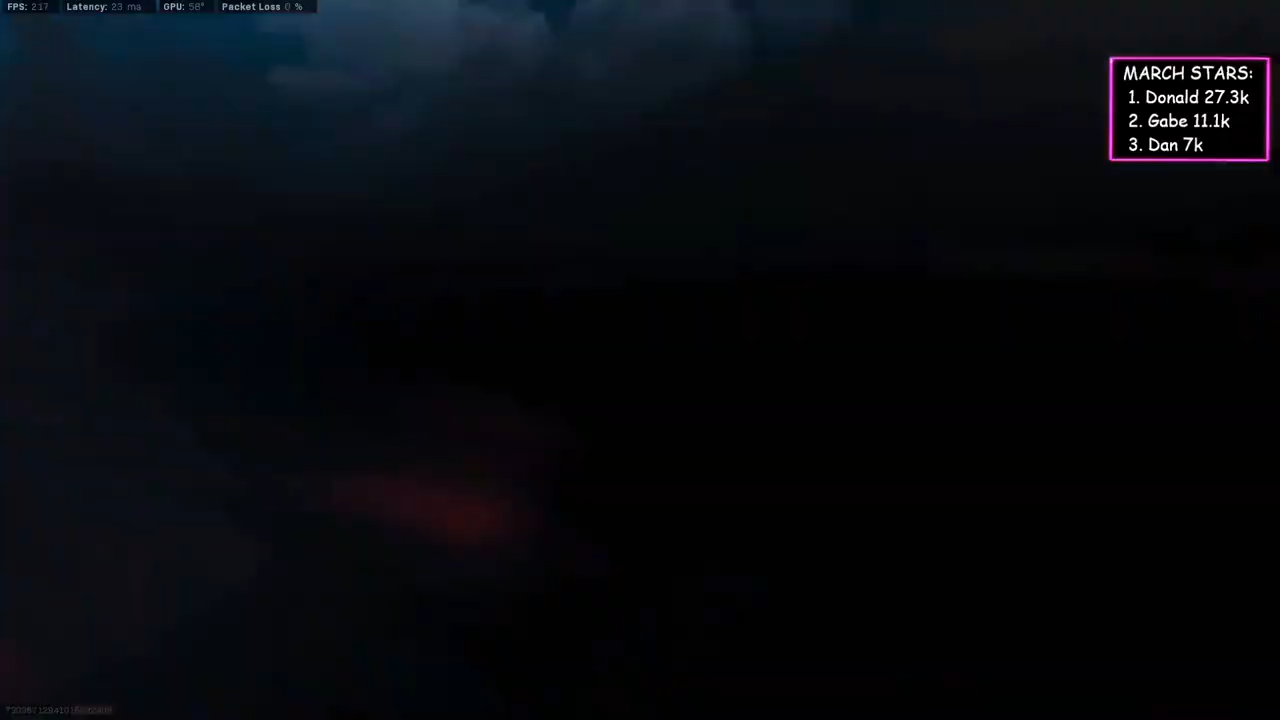 FPS: 217 Latency: 23 ms GPU: 58° Packet Loss 0 %
MARCH STARS:
1. Donald 27.3k
2. Gabe 11.1k
3. Dan 7k